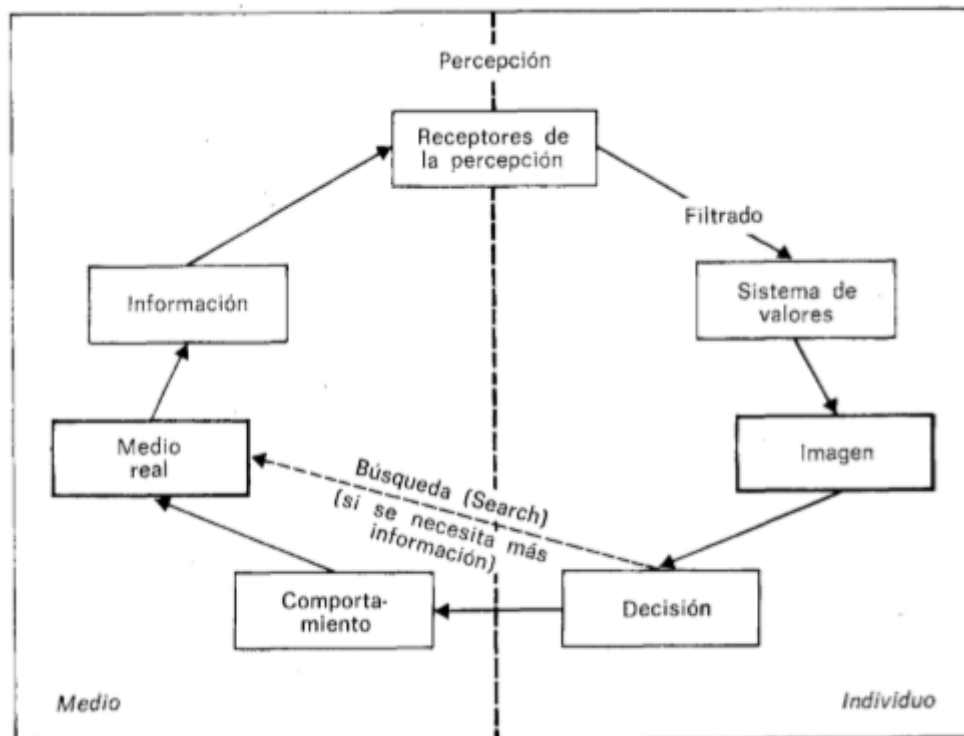 Percepción
Receptores de
la percepción
Filtrado
Información
Sistema de
valores
Medio
real
Imagen
Búsqueda (Search)
(si se necesita más
información)
Comporta-
miento
Decisión
Medio
Individuo